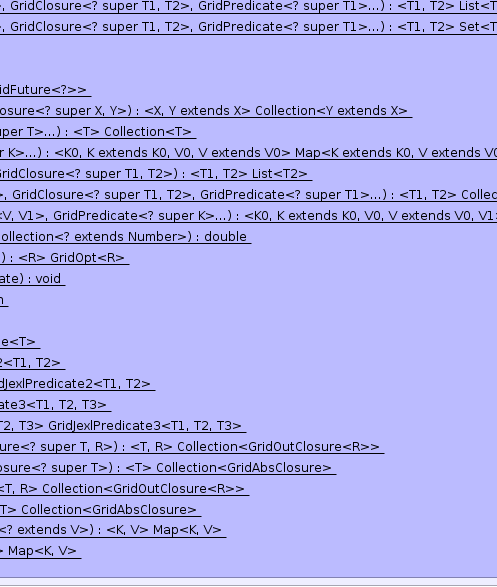 >, GridClosure<? super T1, T2>, GridPredicate<? super T1>...) : <T1, T2> List<T
>, GridClosure<? super T1, T2>, GridPredicate<? super T1>...) : <T1, T2> Set<T
idFuture<?>>
osure<? super X, Y>) : <X, Y extends X> Collection<Y extends X>
uper T>...) : <T> Collection<T>
r K>...) : <K0, K extends K0, V0, V extends V0> Map<K extends K0, V extends V0
GridClosure<? super T1, T2>) : <T1, T2> List<T2>
>, GridClosure<? super T1, T2>, GridPredicate<? super T1>...) : <T1, T2> Collec
<V, V1>, GridPredicate<? super K>...) : <K0, K extends K0, V0, V extends V0, V1>
ollection<? extends Number>) : double
) : <R> GridOpt<R>
ate) : void
n
e<T>
2<T1, T2>
dJexlPredicate2<T1, T2>
ate3<T1, T2, T3>
T2, T3> GridJexlPredicate3<T1, T2, T3>
ure<? super T, R>) : <T, R> Collection<GridOutClosure<R>>
osure<? super T>) : <T> Collection<GridAbsClosure>
<T, R> Collection<GridOutClosure<R>>
T> Collection<GridAbsClosure>
<? extends V>) : <K, V> Map<K, V>
> Map<K, V>